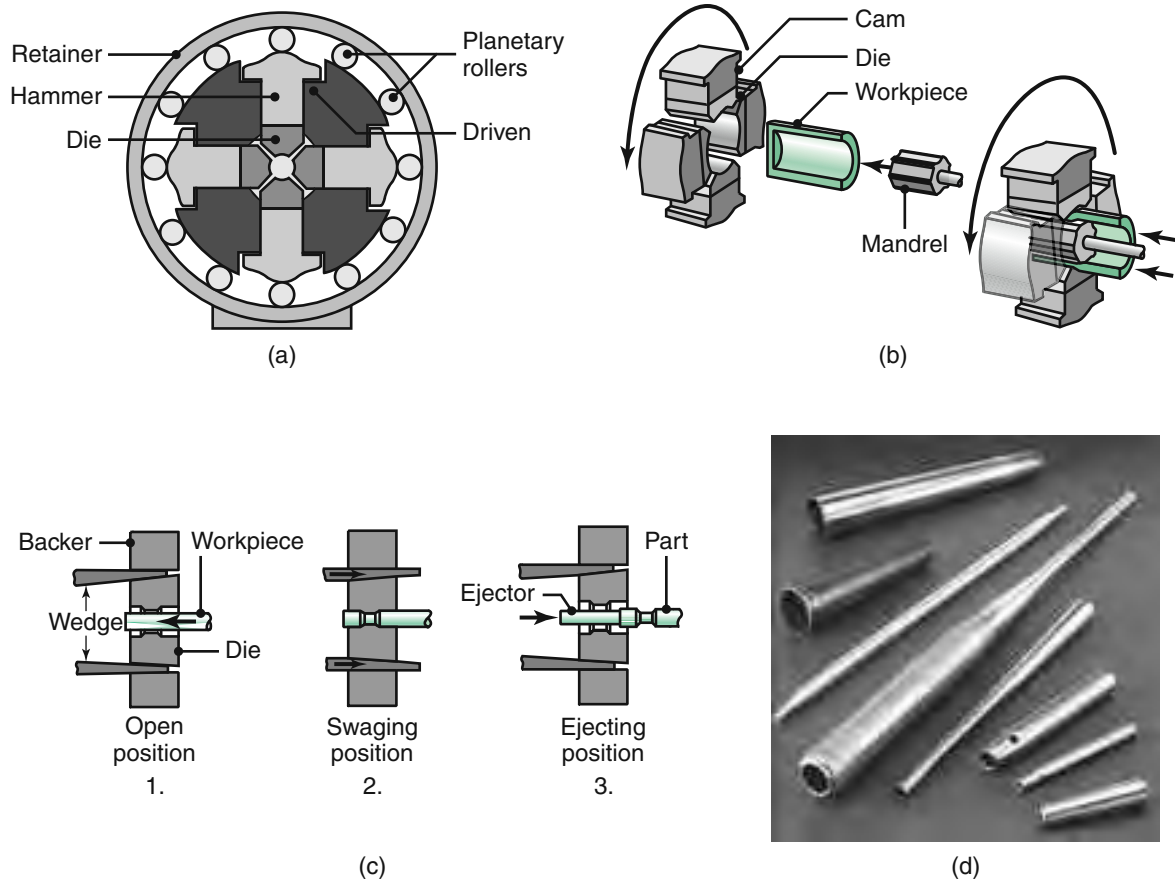 Retainer
Hammer
Die
Planetary
rollers
Driven
(a)
Cam
Die
Workpiece
Mandrel
(b)
Backer
Workpiece
Wedge
Die
Open
position
1.
Swaging
position
2.
Ejector
Part
Ejecting
position
3.
(c)
(d)